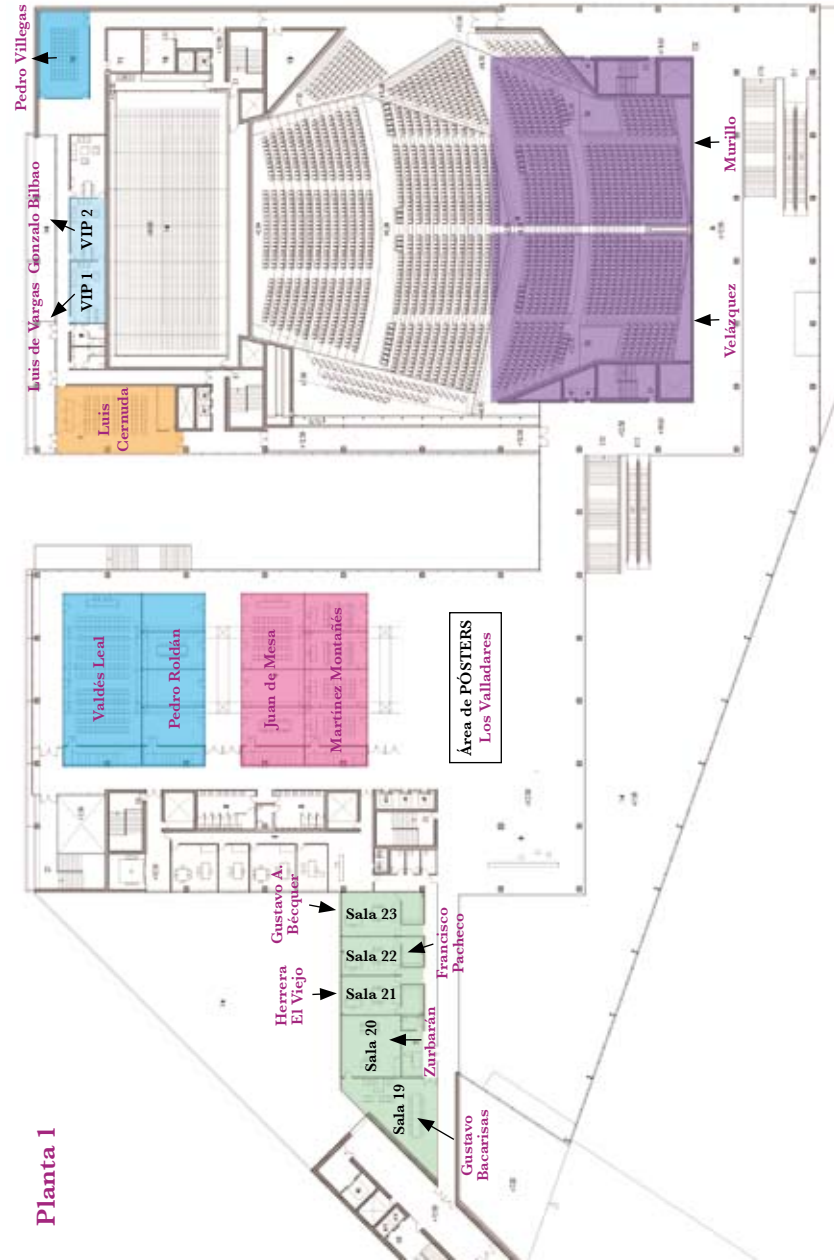 Planta 1
Pedro Villegas
Luis de Vargas
Gonzalo Bilbao
VIP 1
VIP 2
Luis
Cernuda
Murillo
Velázquez
Valdés Leal
Pedro Roldán
Juan de Mesa
Martínez Montañés
Área de PÓSTERS
Los Valladares
Gustavo A.
Bécquer
Sala 23
Sala 22
Francisco
Pacheco
Herrera
El Viejo
Sala 21
Sala 20
Zurbarán
Sala 19
Gustavo
Bacarisas